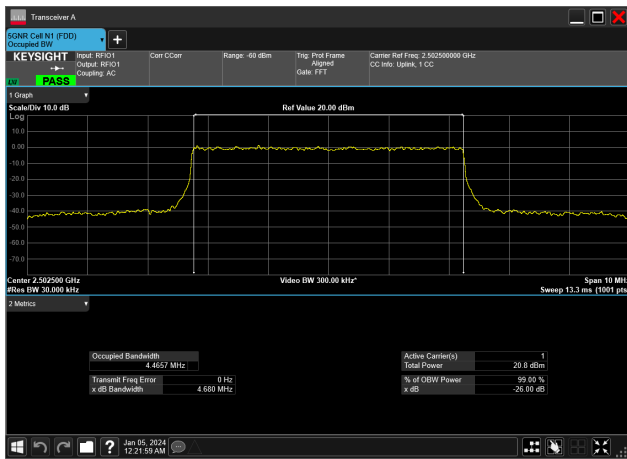 Transceiver A
5GNR Cell N1 (FDD)
Occupied BW
KEYSIGHT
Input: RFIO1
Output: RFIO1
Coupling: AC
Corr CCorr
Range: -60 dBm
Trig: Prot Frame
Aligned
Gate: FFT
Carrier Ref Freq: 2.502500000 GHz
CC Info: Uplink, 1 CC
PASS
1 Graph
Scale/Div 10.0 dB
Ref Value 20.00 dBm
Log
10.0
0.00
-10.0
-20.0
-30.0
-40.0
-50.0
-60.0
-70.0
Center 2.502500 GHz
Video BW 300.00 kHz*
Span 10 MHz
#Res BW 30.000 kHz
Sweep 13.3 ms (1001 pts
2 Metrics
Occupied Bandwidth
4.4657 MHz
Active Carrier(s) 1
Total Power 20.8 dBm
Transmit Freq Error 0 Hz
x dB Bandwidth 4.680 MHz
% of OBW Power 99.00 %
x dB -26.00 dB
?
Jan 05, 2024
12:21:59 AM